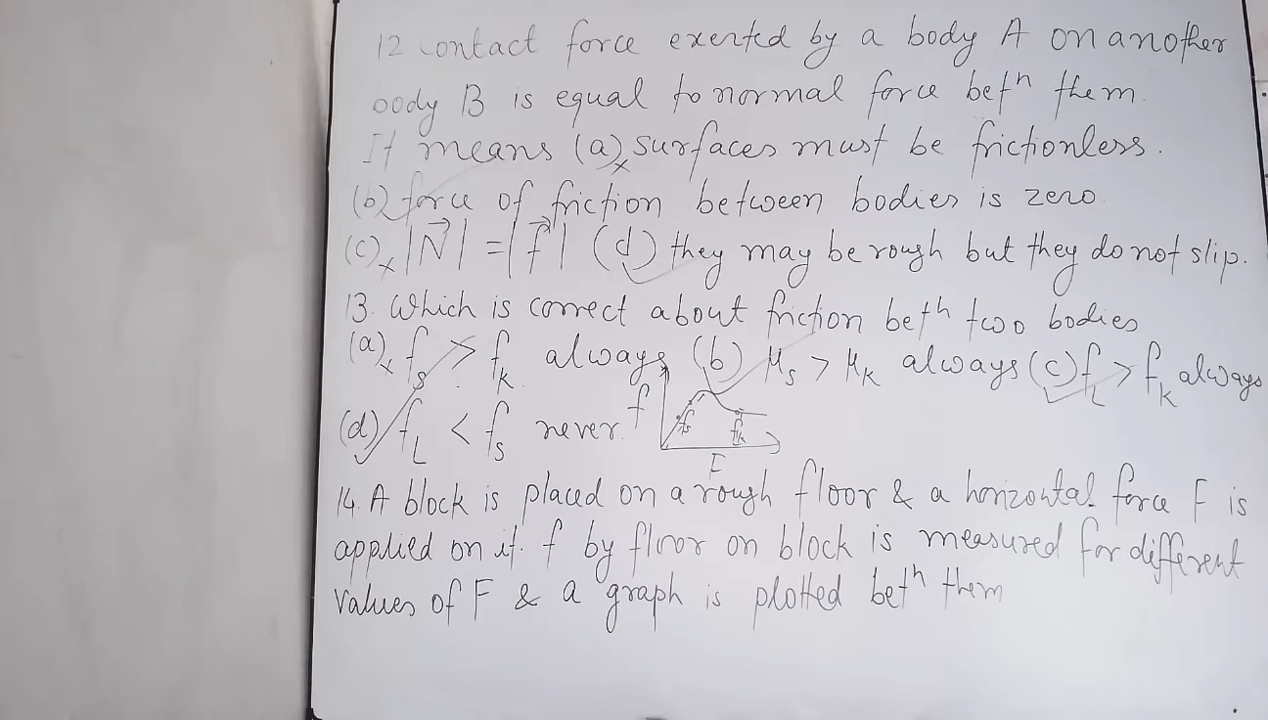 12 contact force exerted by a body A on another
body B is equal to normal force betⁿ them.
It means (a)ₓ surfaces must be frictionless.
(b) force of friction between bodies is zero
(c)ₓ |N⃗| = |f⃗| (d) they may be rough but they do not slip.
13. Which is correct about friction betⁿ two bodies
(a)ₓ fₛ > fₖ always (b) μₛ > μₖ always (c) f_L > fₖ always
(d) f_L < fₛ never. f fₛ fₖ
F
14. A block is placed on a rough floor & a horizontal force F is
applied on it. f by floor on block is measured for different
values of F & a graph is plotted betⁿ them